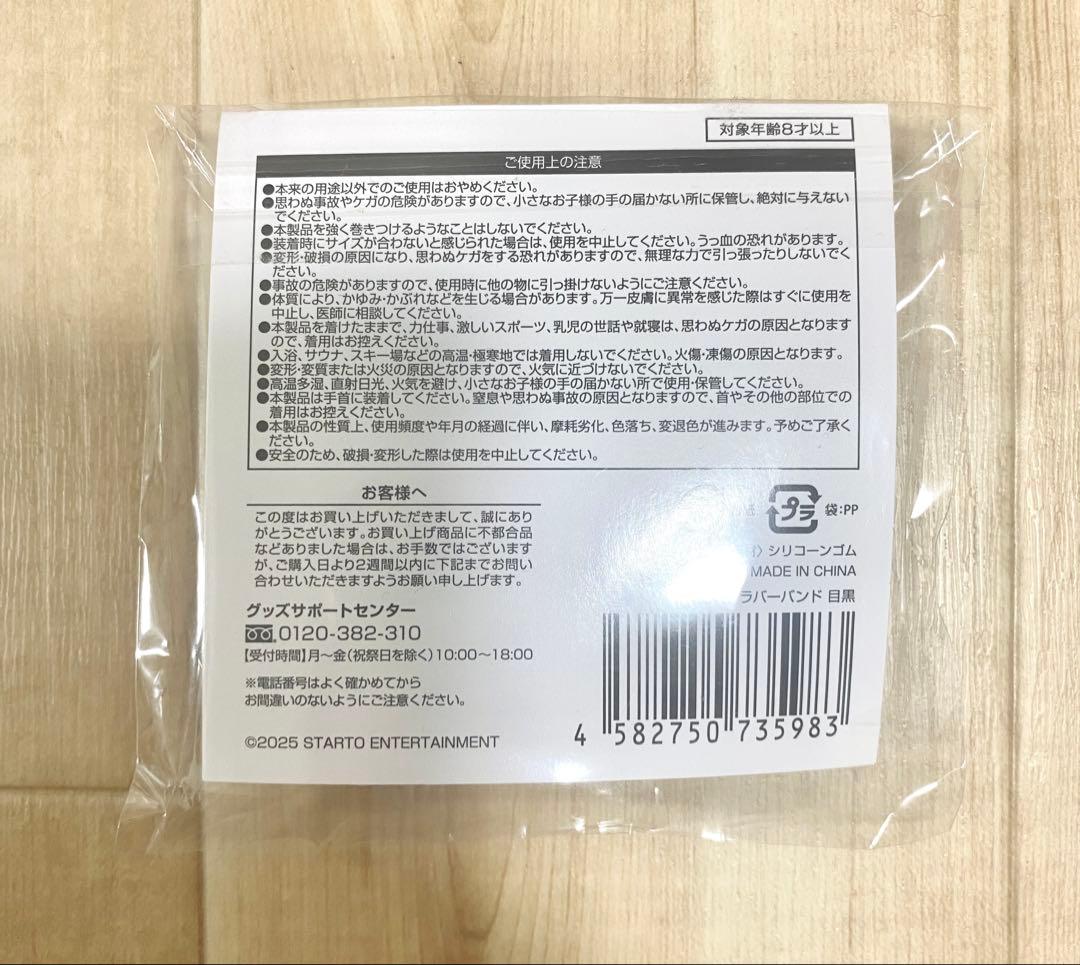 対象年齢8才以上
ご使用上の注意
●本来の用途以外でのご使用はおやめください。
●思わぬ事故やケガの危険がありますので、小さなお子様の手の届かない所に保管し、絶対に与えない
でください。
●本製品を強く巻きつけるようなことはしないでください。
●装着時にサイズが合わないと感じられた場合は、使用を中止してください。うっ血の恐れがあります。
●変形・破損の原因になり、思わぬケガをする恐れがありますので、無理な力で引っ張ったりしないでく
ださい。
●事故の危険がありますので、使用時に他の物に引っ掛けないようにご注意ください。
●体質により、かゆみ・かぶれなどを生じる場合があります。万一皮膚に異常を感じた際はすぐに使用を
中止し、医師に相談してください。
●本製品を着けたままで、力仕事、激しいスポーツ、乳児の世話や就寝は、思わぬケガの原因となります
ので、着用はお控えください。
●入浴、サウナ、スキー場などの高温・極寒地では着用しないでください。火傷・凍傷の原因となります。
●変形・変質または火災の原因となりますので、火気に近づけないでください。
●高温多湿、直射日光、火気を避け、小さなお子様の手の届かない所で使用・保管してください。
●本製品は手首に装着してください。窒息や思わぬ事故の原因となりますので、首やその他の部位での
着用はお控えください。
●本製品の性質上、使用頻度や年月の経過に伴い、摩耗劣化、色落ち、変退色が進みます。予めご了承く
ださい。
●安全のため、破損・変形した際は使用を中止してください。
お客様へ
この度はお買い上げいただきまして、誠にあり
がとうございます。お買い上げ商品に不都合品
などありました場合は、お手数ではございます
が、ご購入日より2週間以内に下記までお問い
合わせいただきますようお願い申し上げます。
グッズサポートセンター
0120-382-310
【受付時間】月〜金(祝祭日を除く)10:00〜18:00
※電話番号はよく確かめてから
お間違いのないようにご注意ください。
©2025 STARTO ENTERTAINMENT
プラ 袋:PP
〉シリコーンゴム
MADE IN CHINA
ラバーバンド 目黒
4 582750 735983